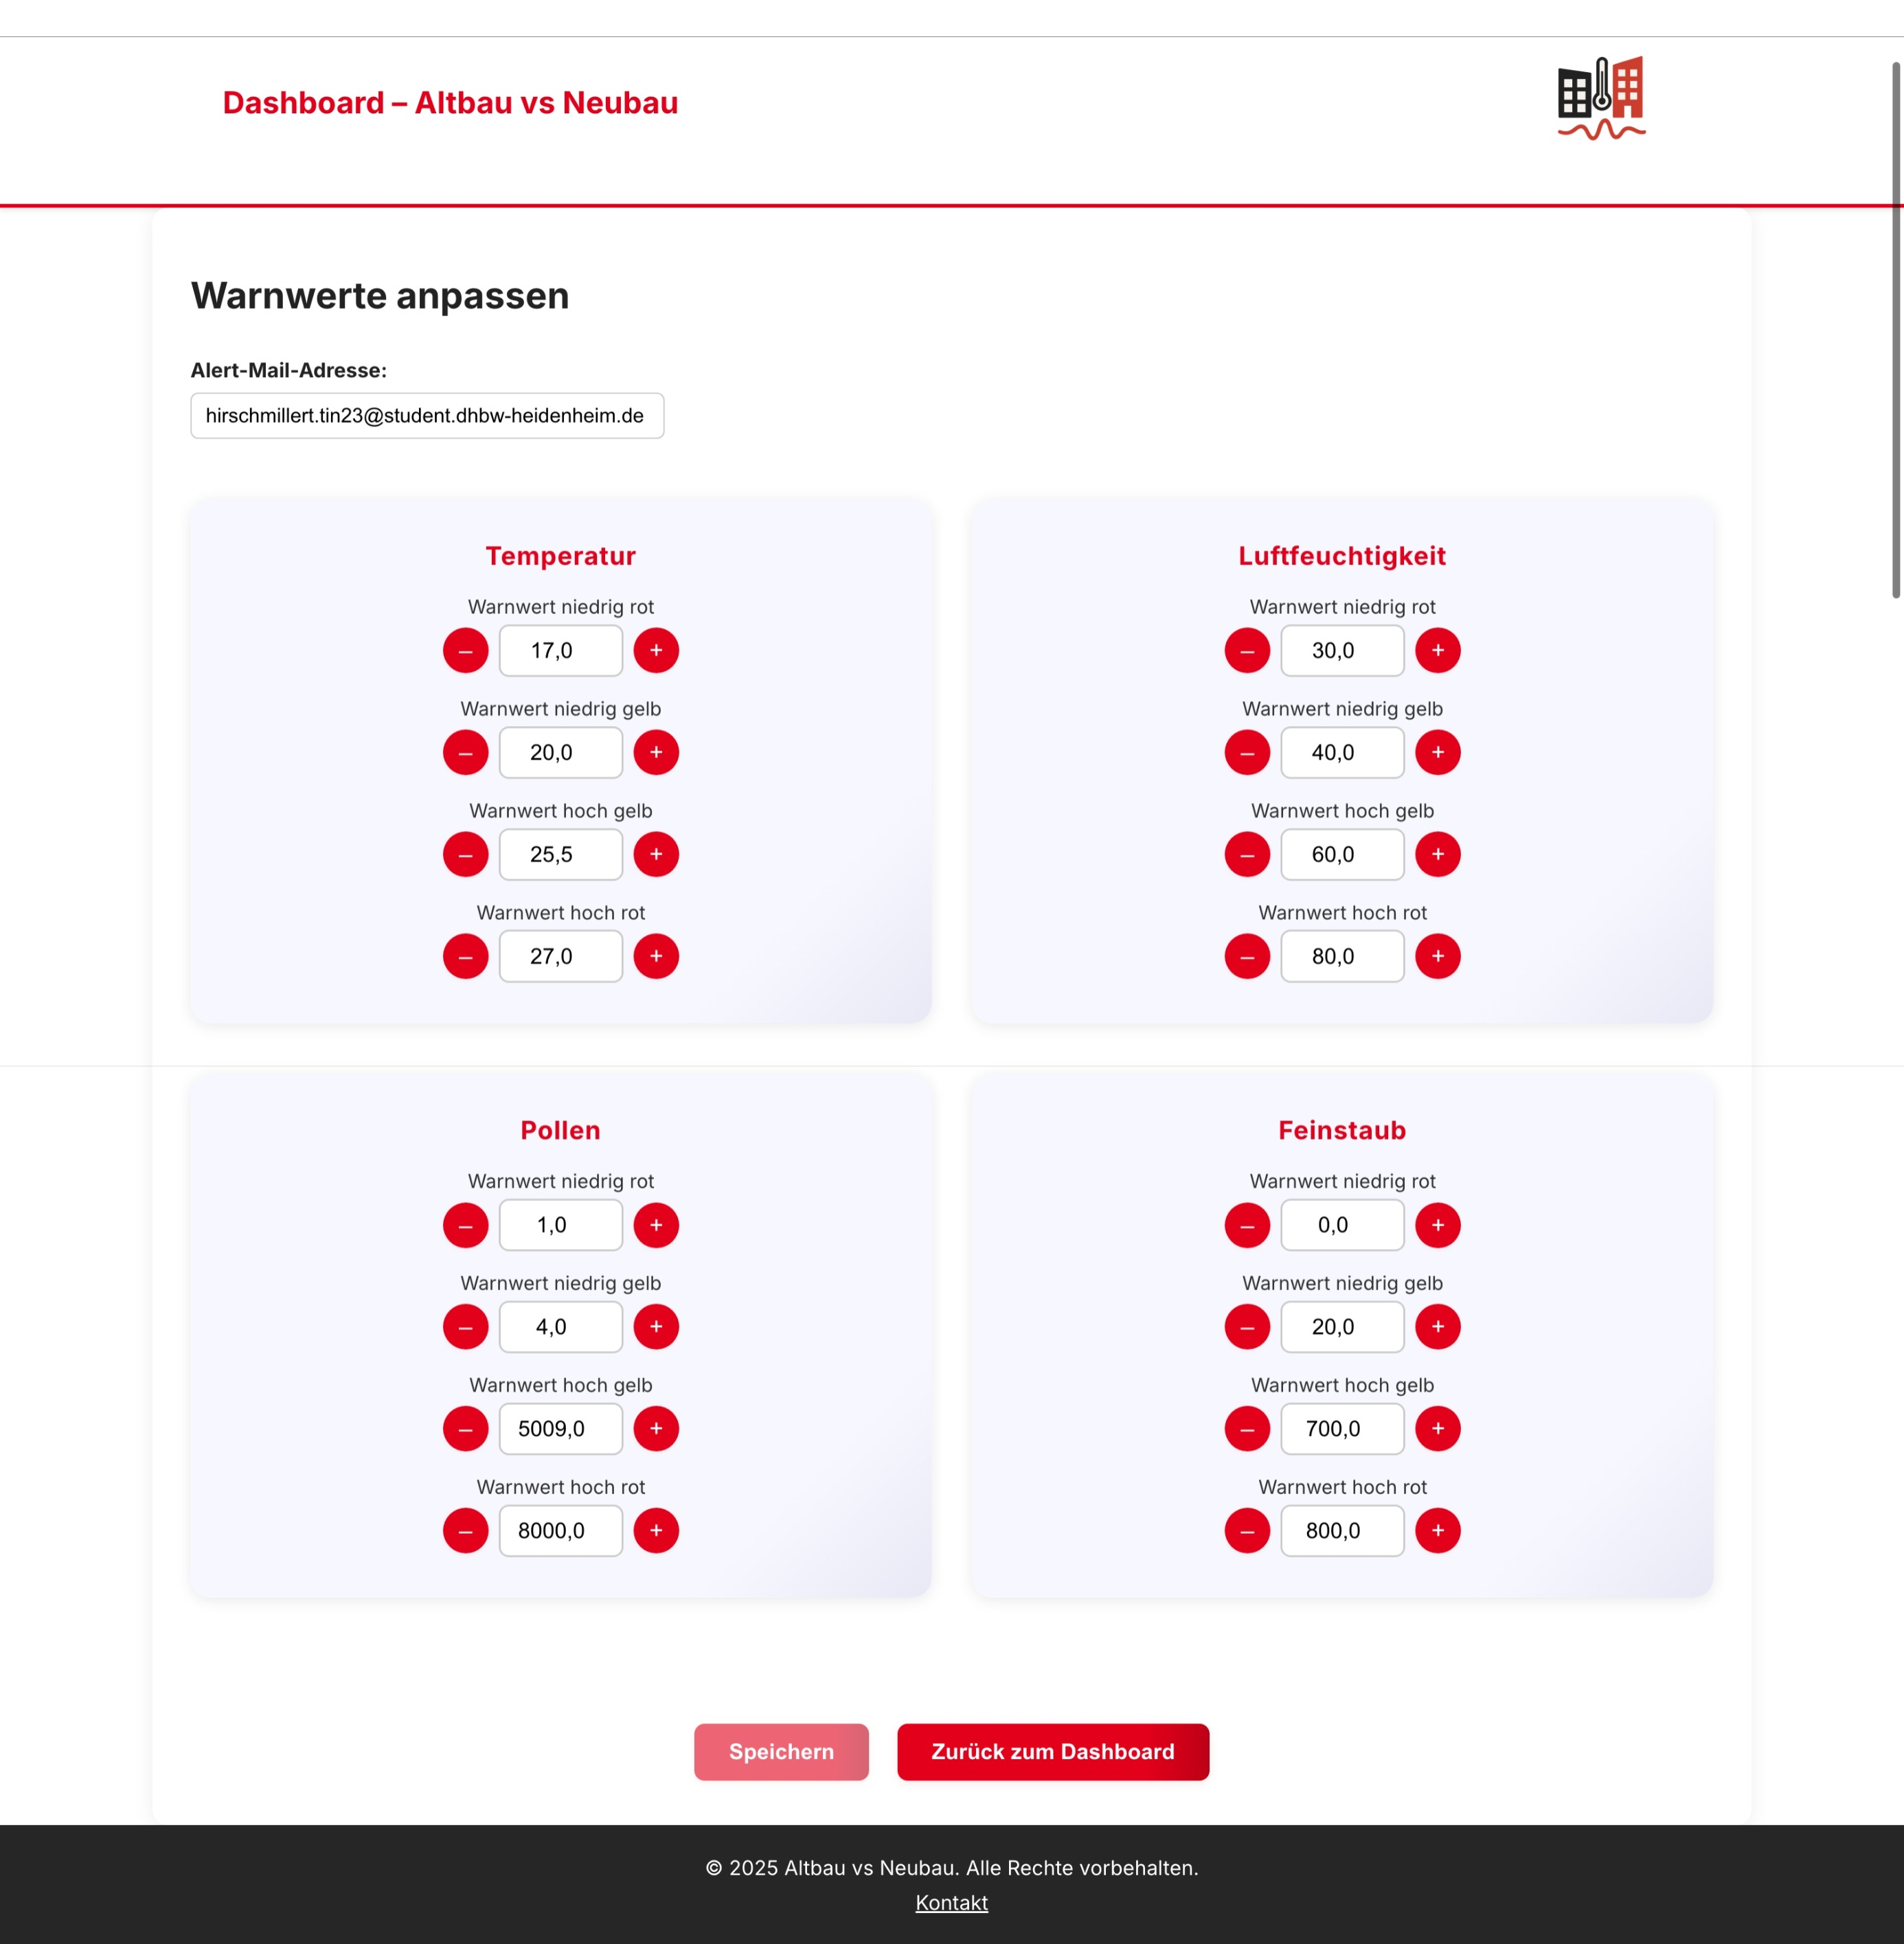 Dashboard – Altbau vs Neubau
Warnwerte anpassen
Alert-Mail-Adresse:
hirschmillert.tin23@student.dhbw-heidenheim.de
Temperatur
Warnwert niedrig rot
– 17,0 +
Warnwert niedrig gelb
– 20,0 +
Warnwert hoch gelb
– 25,5 +
Warnwert hoch rot
– 27,0 +
Luftfeuchtigkeit
Warnwert niedrig rot
– 30,0 +
Warnwert niedrig gelb
– 40,0 +
Warnwert hoch gelb
– 60,0 +
Warnwert hoch rot
– 80,0 +
Pollen
Warnwert niedrig rot
– 1,0 +
Warnwert niedrig gelb
– 4,0 +
Warnwert hoch gelb
– 5009,0 +
Warnwert hoch rot
– 8000,0 +
Feinstaub
Warnwert niedrig rot
– 0,0 +
Warnwert niedrig gelb
– 20,0 +
Warnwert hoch gelb
– 700,0 +
Warnwert hoch rot
– 800,0 +
Speichern
Zurück zum Dashboard
© 2025 Altbau vs Neubau. Alle Rechte vorbehalten.
Kontakt